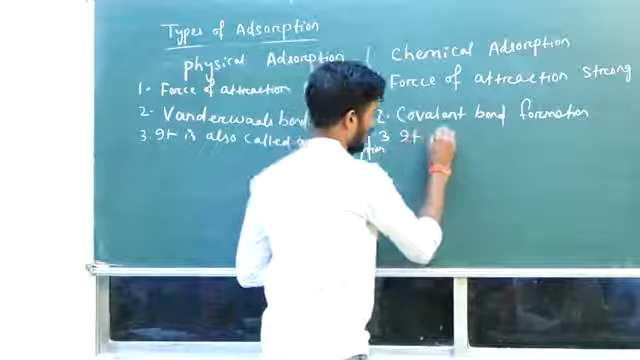 Types of Adsorption
physical Adsorption | Chemical Adsorption
1. Force of attraction
Force of attraction strong
2. Vanderwaals bond
2. Covalent bond formation
3. It is also called a
3 It